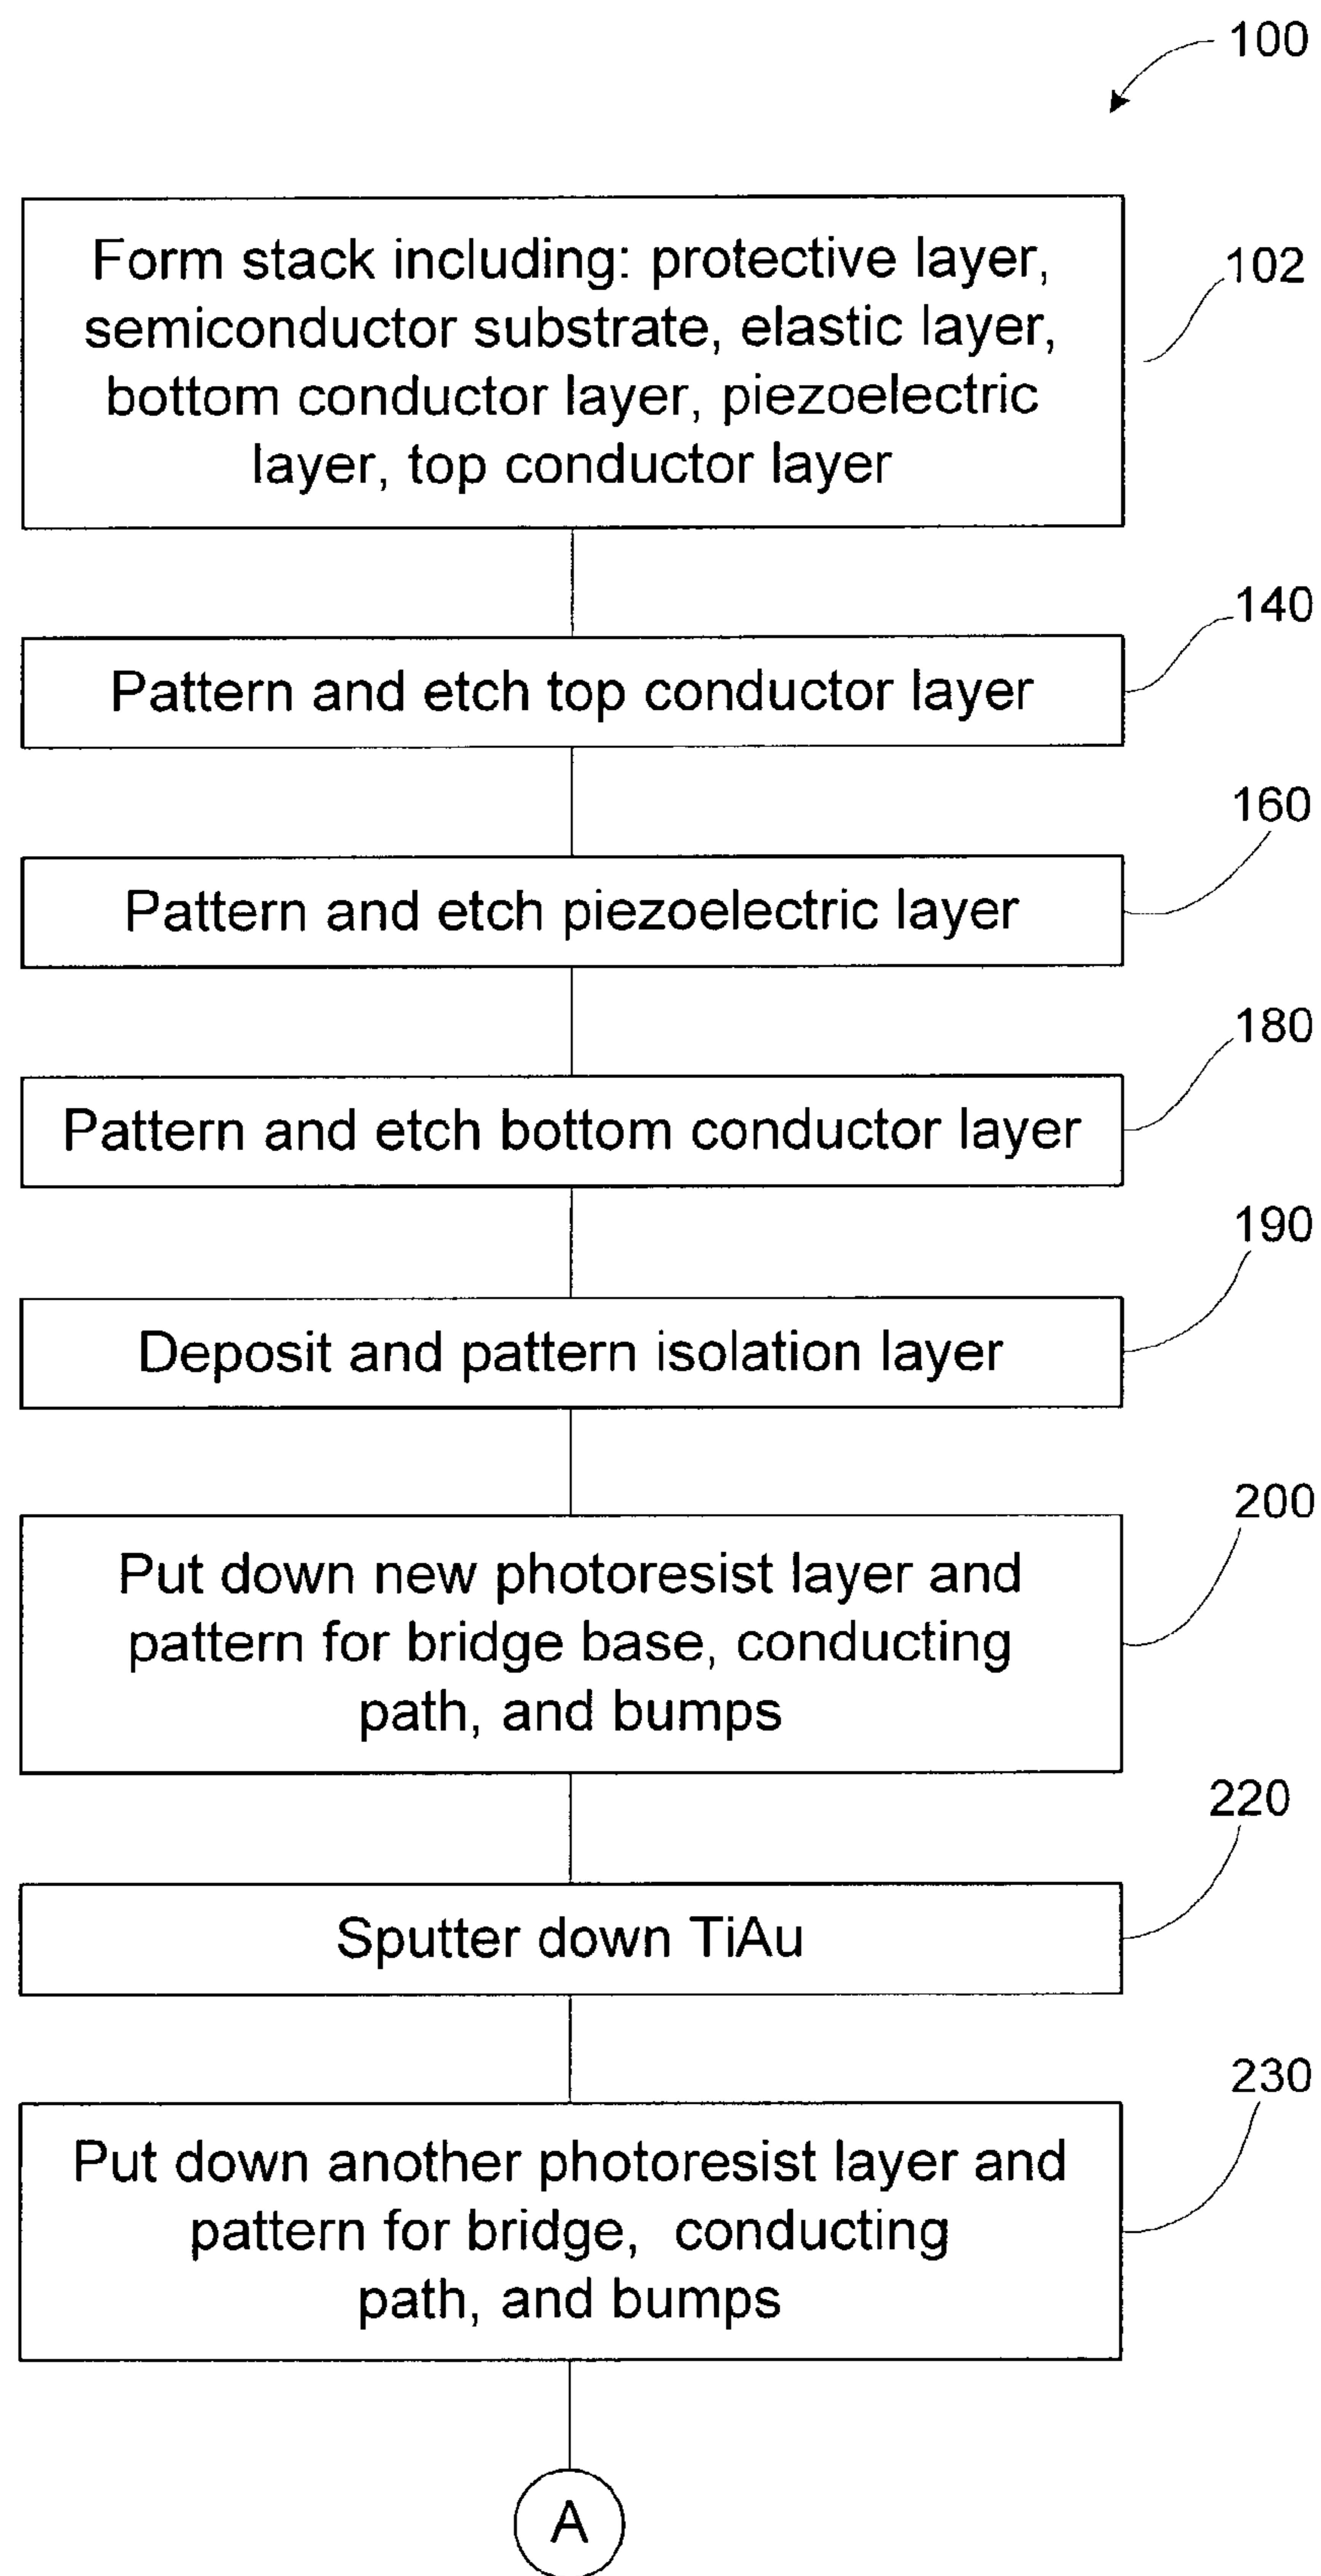 100
Form stack including: protective layer,
semiconductor substrate, elastic layer,
bottom conductor layer, piezoelectric
layer, top conductor layer
102
Pattern and etch top conductor layer
140
Pattern and etch piezoelectric layer
160
Pattern and etch bottom conductor layer
180
Deposit and pattern isolation layer
190
Put down new photoresist layer and
pattern for bridge base, conducting
path, and bumps
200
Sputter down TiAu
220
Put down another photoresist layer and
pattern for bridge, conducting
path, and bumps
230
A